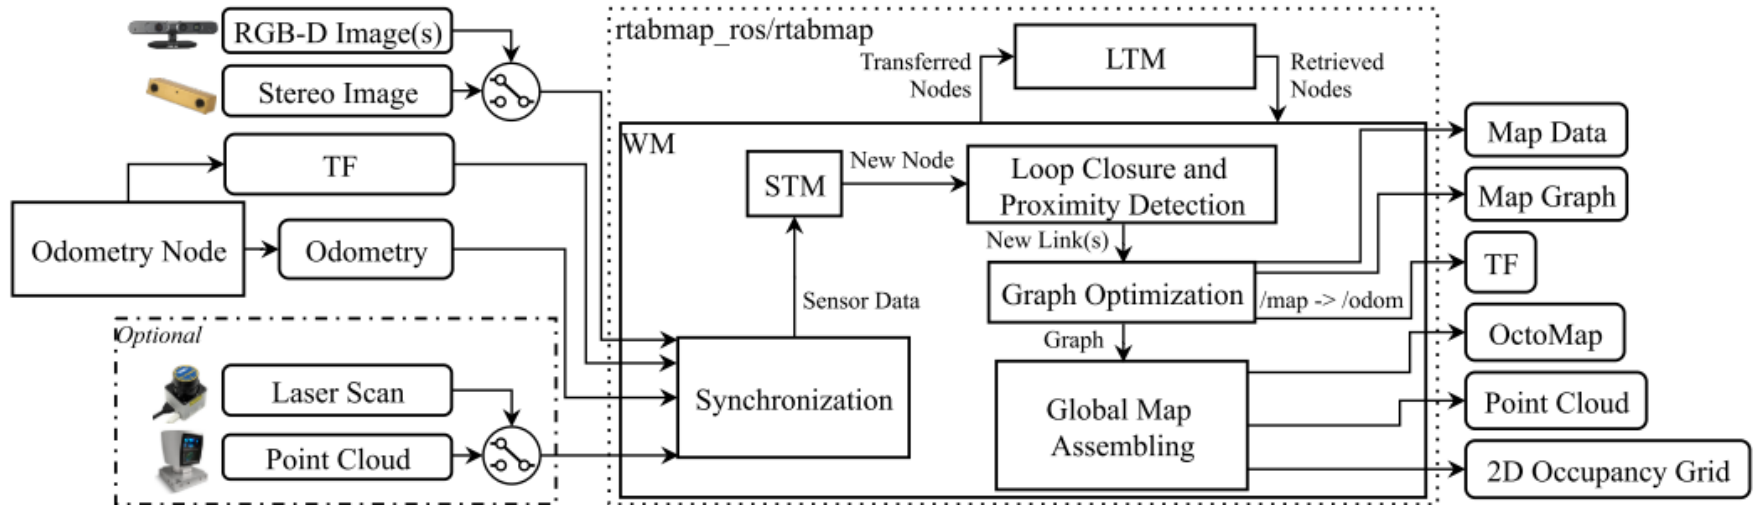 RGB-D Image(s)
Stereo Image
TF
Odometry Node
Odometry
Optional
Laser Scan
Point Cloud
rtabmap_ros/rtabmap
Transferred
Nodes
LTM
Retrieved
Nodes
WM
STM
New Node
Loop Closure and
Proximity Detection
New Link(s)
Sensor Data
Graph Optimization
/map -> /odom
Graph
Synchronization
Global Map
Assembling
Map Data
Map Graph
TF
OctoMap
Point Cloud
2D Occupancy Grid